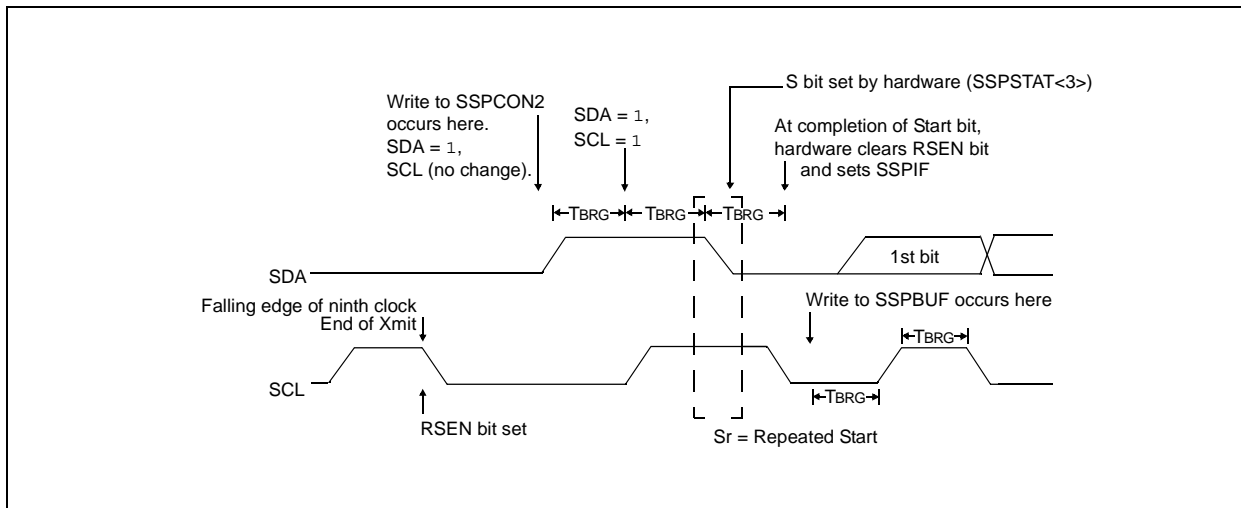 S bit set by hardware (SSPSTAT<3>)
Write to SSPCON2
occurs here.
SDA = 1,
SCL (no change).
SDA = 1,
SCL = 1
At completion of Start bit,
hardware clears RSEN bit
and sets SSPIF
TBRG
TBRG
TBRG
SDA
1st bit
Falling edge of ninth clock
End of Xmit
Write to SSPBUF occurs here
TBRG
SCL
TBRG
RSEN bit set
Sr = Repeated Start